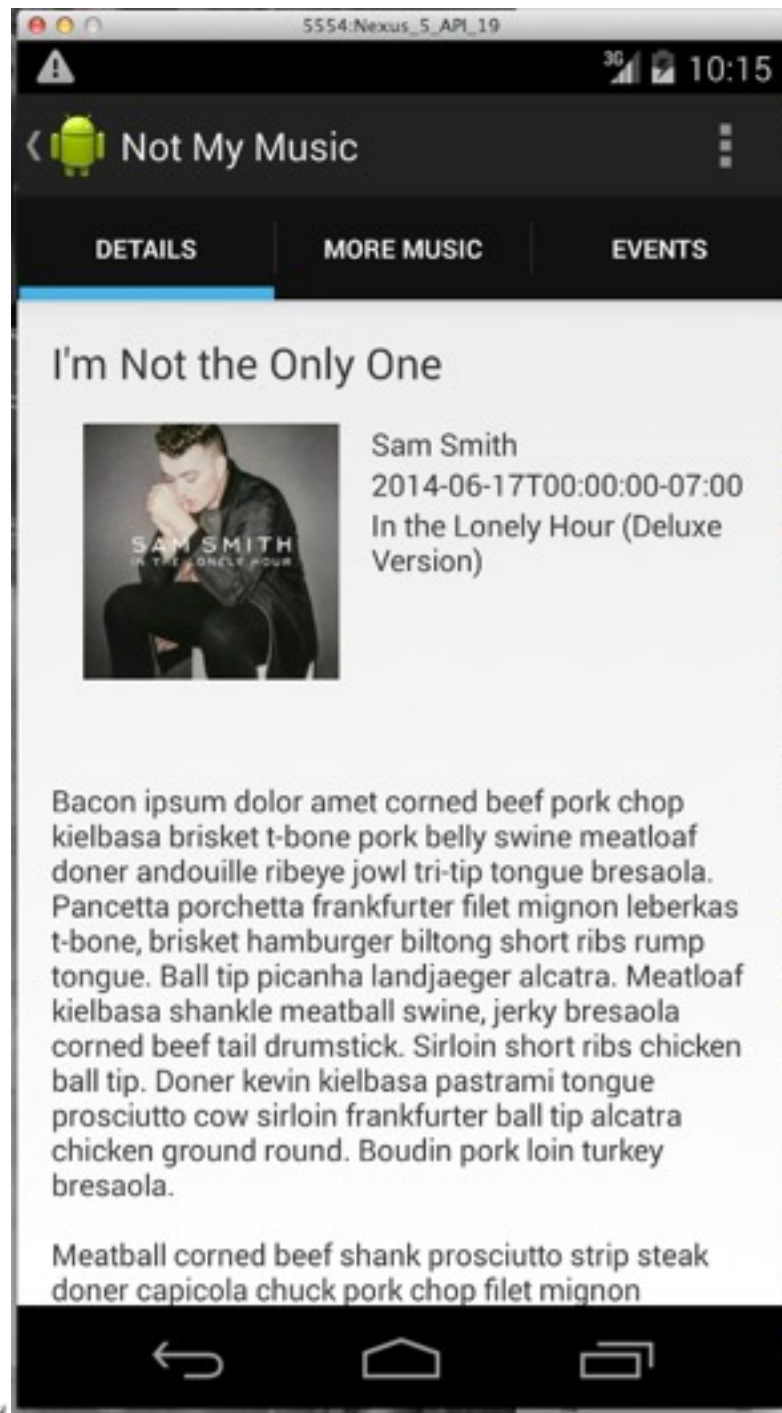 5554:Nexus_5_API_19
3G 10:15
Not My Music
DETAILS MORE MUSIC EVENTS
I'm Not the Only One
Sam Smith
2014-06-17T00:00:00-07:00
In the Lonely Hour (Deluxe
Version)
SAM SMITH
IN THE LONELY HOUR
Bacon ipsum dolor amet corned beef pork chop
kielbasa brisket t-bone pork belly swine meatloaf
doner andouille ribeye jowl tri-tip tongue bresaola.
Pancetta porchetta frankfurter filet mignon leberkas
t-bone, brisket hamburger biltong short ribs rump
tongue. Ball tip picanha landjaeger alcatra. Meatloaf
kielbasa shankle meatball swine, jerky bresaola
corned beef tail drumstick. Sirloin short ribs chicken
ball tip. Doner kevin kielbasa pastrami tongue
prosciutto cow sirloin frankfurter ball tip alcatra
chicken ground round. Boudin pork loin turkey
bresaola.
Meatball corned beef shank prosciutto strip steak
doner capicola chuck pork chop filet mignon